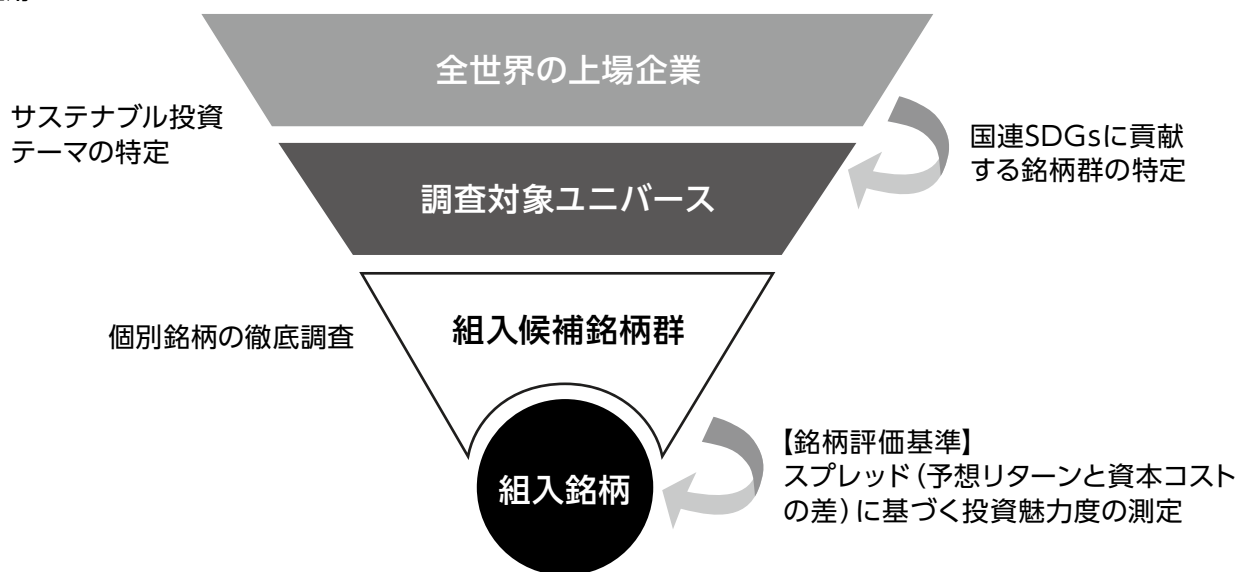 全世界の上場企業
サステナブル投資
テーマの特定
国連SDGsに貢献
する銘柄群の特定
調査対象ユニバース
個別銘柄の徹底調査
組入候補銘柄群
【銘柄評価基準】
スプレッド（予想リターンと資本コスト
の差）に基づく投資魅力度の測定
組入銘柄